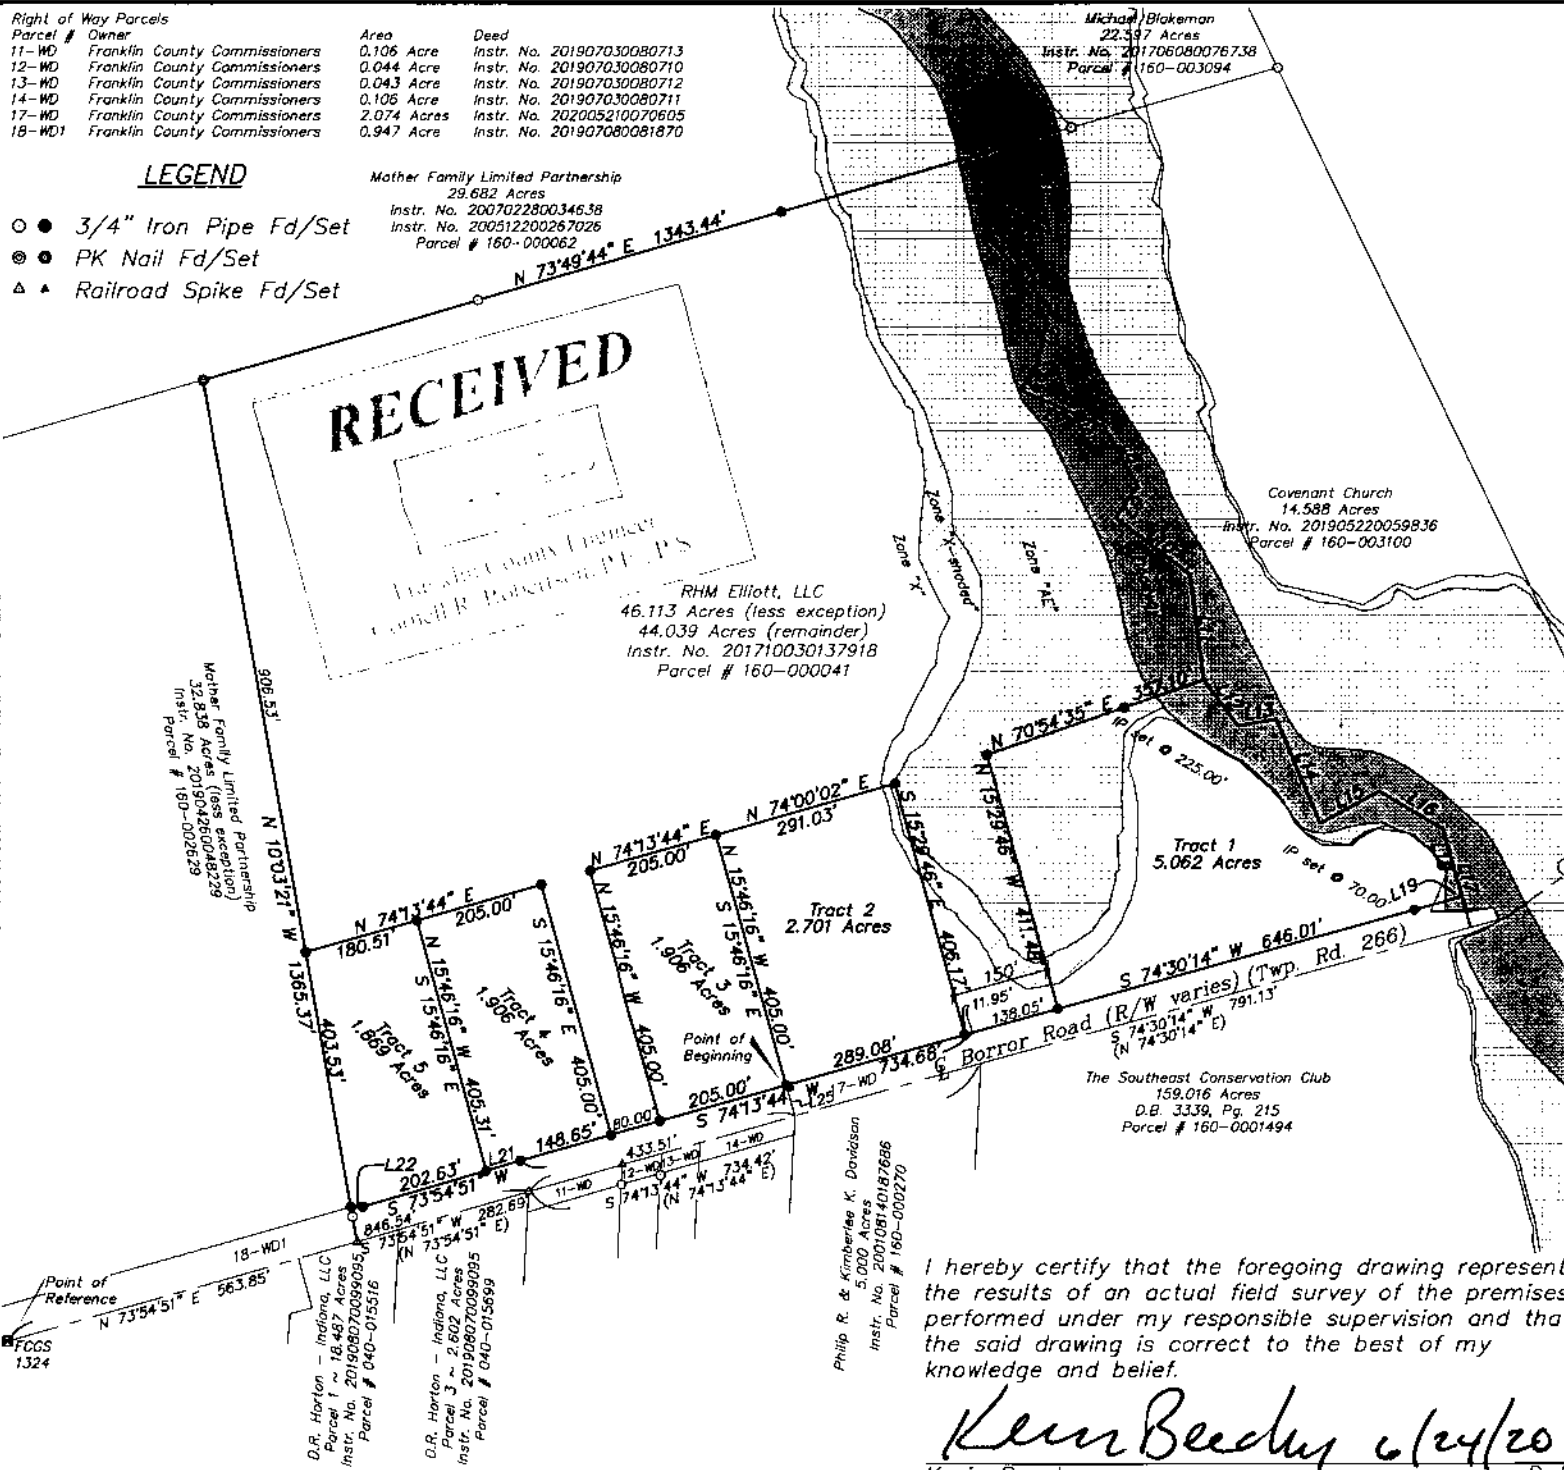 Right of Way Parcels
Parcel # Owner Area Deed
11-WD Franklin County Commissioners 0.106 Acre Instr. No. 201907030080713
12-WD Franklin County Commissioners 0.044 Acre Instr. No. 201907030080710
13-WD Franklin County Commissioners 0.043 Acre Instr. No. 201907030080712
14-WD Franklin County Commissioners 0.106 Acre Instr. No. 201907030080711
17-WD Franklin County Commissioners 2.074 Acres Instr. No. 202005210070605
18-WD1 Franklin County Commissioners 0.947 Acre Instr. No. 201907080081870
Michael Blakeman
22.597 Acres
Instr. No. 201706080076738
Parcel # 160-003094
LEGEND
3/4" Iron Pipe Fd/Set
PK Nail Fd/Set
Railroad Spike Fd/Set
Mather Family Limited Partnership
29.682 Acres
Instr. No. 200702280034638
Instr. No. 200512200267026
Parcel # 160-000062
N 73°49'44" E 1343.44'
RECEIVED
Franklin County Engineer
Cornell R. Robertson, P.E., P.S.
Covenant Church
14.588 Acres
Instr. No. 201905220059836
Parcel # 160-003100
Zone "X"
Zone "X-shaded"
Zone "AE"
RHM Elliott, LLC
46.113 Acres (less exception)
44.039 Acres (remainder)
Instr. No. 201710030137918
Parcel # 160-000041
Mather Family Limited Partnership
32.838 Acres (less exception)
Instr. No. 201904260048229
Parcel # 160-002629
906.53'
N 10°03'21" W 1365.37'
403.53'
N 70°54'35" E 357.10'
IP set @ 225.00'
L13
L14
L15
L16
L17
L19
IP set @ 70.00'
Tract 1
5.062 Acres
N 15°29'46" W 411.48'
S 15°29'46" E 406.17'
N 74°00'02" E
291.03'
Tract 2
2.701 Acres
N 74°13'44" E
205.00'
N 15°46'16" W
S 15°46'16" E 405.00'
Tract 3
1.906 Acres
N 15°46'16" W 405.00'
N 74°13'44" E
205.00'
180.51'
S 15°46'16" E 405.00'
Tract 4
1.906 Acres
N 15°46'16" W
S 15°46'16" E 405.31'
Tract 5
1.869 Acres
150'
11.95'
138.05'
S 74°30'14" W 646.01'
Borror Road (R/W varies) (Twp. Rd. 266)
S 74°30'14" W 791.13'
(N 74°30'14" E)
Point of
Beginning
289.08'
734.68'
17-WD
L25
205.00'
S 74°13'44" W
80.00'
148.65'
L21
L22
202.63'
S 73°54'51" W
433.51'
14-WD
13-WD
12-WD
11-WD
S 74°13'44" W 734.42'
(N 74°13'44" E)
846.54'
S 73°54'51" W 282.69'
(N 73°54'51" E)
18-WD1
Point of
Reference
N 73°54'51" E 563.85'
FCGS
1324
The Southeast Conservation Club
159.016 Acres
D.B. 3339, Pg. 215
Parcel # 160-0001494
Philip R. & Kimberlee K. Davidson
5.000 Acres
Instr. No. 200108140187686
Parcel # 160-000270
D.R. Horton - Indiana, LLC
Parcel 1 ~ 18.487 Acres
Instr. No. 201908070099095
Parcel # 040-015516
D.R. Horton - Indiana, LLC
Parcel 3 ~ 2.602 Acres
Instr. No. 201908070099095
Parcel # 040-015699
I hereby certify that the foregoing drawing represent
the results of an actual field survey of the premises
performed under my responsible supervision and tha
the said drawing is correct to the best of my
knowledge and belief.
6/24/20